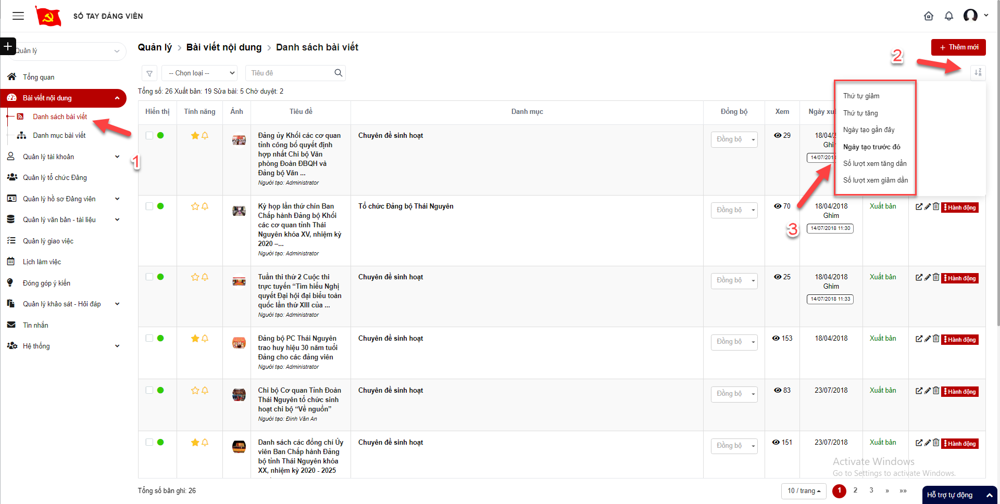 SỔ TAY ĐẢNG VIÊN
Quản lý
Tổng quan
Bài viết nội dung
Danh sách bài viết
Danh mục bài viết
Quản lý tài khoản
Quản lý tổ chức Đảng
Quản lý hồ sơ Đảng viên
Quản lý văn bản - tài liệu
Quản lý giao việc
Lịch làm việc
Đóng góp ý kiến
Quản lý khảo sát - Hỏi đáp
Tin nhắn
Hệ thống
1
Quản lý > Bài viết nội dung > Danh sách bài viết
+ Thêm mới
2
-- Chọn loại --
Tiêu đề
Tổng số: 26 Xuất bản: 19 Sửa bài: 5 Chờ duyệt: 2
Thứ tự giảm
Thứ tự tăng
Ngày tạo gần đây
Ngày tạo trước đó
Số lượt xem tăng dần
Số lượt xem giảm dần
3
Hiển thị Tính năng Ảnh Tiêu đề Danh mục Đồng bộ Xem
Đảng ủy Khối các cơ quan
tỉnh công bố quyết định
hợp nhất Chi bộ Văn
phòng Đoàn ĐBQH và
Đảng bộ Văn ...
Người tạo: Administrator
Chuyên đề sinh hoạt
Đồng bộ
29
Kỳ họp lần thứ chín Ban
Chấp hành Đảng bộ Khối
các cơ quan tỉnh Thái
Nguyên khóa XV, nhiệm kỳ
2020 –...
Người tạo: Administrator
Tổ chức Đảng bộ Thái Nguyên
Đồng bộ
70
18/04/2018
Ghim
14/07/2018 11:30
Xuất bản
Hành động
Tuần thi thứ 2 Cuộc thi
trực tuyến “Tìm hiểu Nghị
quyết Đại hội đại biểu toàn
quốc lần thứ XIII của ...
Người tạo: Administrator
Chuyên đề sinh hoạt
Đồng bộ
25
18/04/2018
Ghim
14/07/2018 11:33
Xuất bản
Hành động
Đảng bộ PC Thái Nguyên
trao huy hiệu 30 năm tuổi
Đảng cho các đảng viên
Người tạo: Administrator
Chuyên đề sinh hoạt
Đồng bộ
153
18/04/2018
Xuất bản
Hành động
Chi bộ Cơ quan Tỉnh Đoàn
Thái Nguyên tổ chức sinh
hoạt chi bộ “Về nguồn”
Người tạo: Đinh Văn An
Chuyên đề sinh hoạt
Đồng bộ
83
23/07/2018
Xuất bản
Hành động
Danh sách các đồng chí Ủy
viên Ban Chấp hành Đảng
bộ tỉnh Thái Nguyên khóa
XX, nhiệm kỳ 2020 - 2025
Chuyên đề sinh hoạt
Đồng bộ
151
23/07/2018
Xuất bản
Hành động
Activate Windows
Go to Settings to activate Windows.
Tổng số bản ghi: 26
10 / trang
1 2 3 » »»
Hỗ trợ tự động